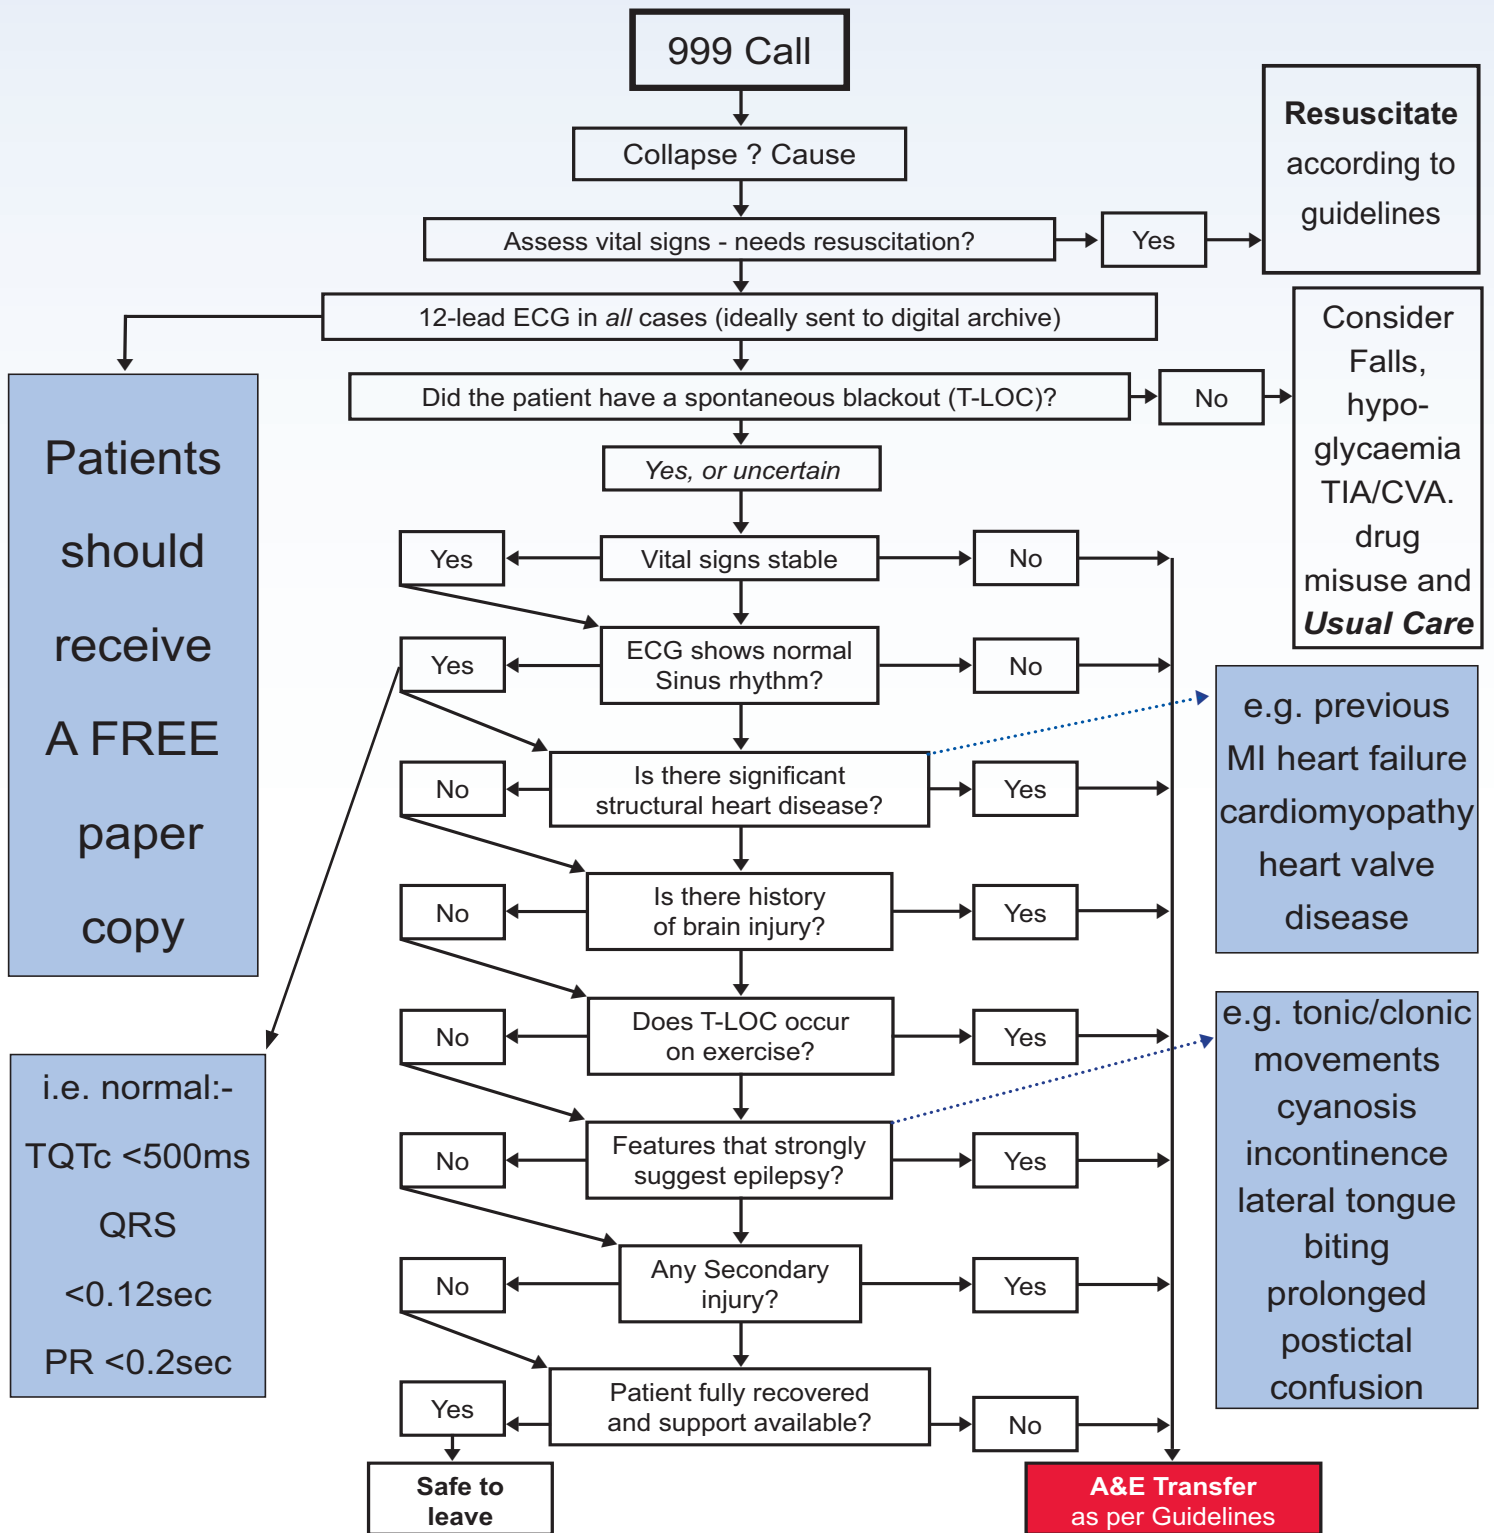 999 Call
Collapse ? Cause
Resuscitate
according to
guidelines
Assess vital signs - needs resuscitation?
Yes
12-lead ECG in all cases (ideally sent to digital archive)
Did the patient have a spontaneous blackout (T-LOC)?
No
Consider
Falls,
hypo-
glycaemia
TIA/CVA.
drug
misuse and
Usual Care
Patients
should
receive
A FREE
paper
copy
Yes, or uncertain
Yes
Vital signs stable
No
Yes
ECG shows normal
Sinus rhythm?
No
e.g. previous
MI heart failure
cardiomyopathy
heart valve
disease
No
Is there significant
structural heart disease?
Yes
No
Is there history
of brain injury?
Yes
No
Does T-LOC occur
on exercise?
Yes
e.g. tonic/clonic
movements
cyanosis
incontinence
lateral tongue
biting
prolonged
postictal
confusion
i.e. normal:-
TQTc <500ms
QRS
<0.12sec
PR <0.2sec
No
Features that strongly
suggest epilepsy?
Yes
No
Any Secondary
injury?
Yes
Yes
Patient fully recovered
and support available?
No
Safe to
leave
A&E Transfer
as per Guidelines